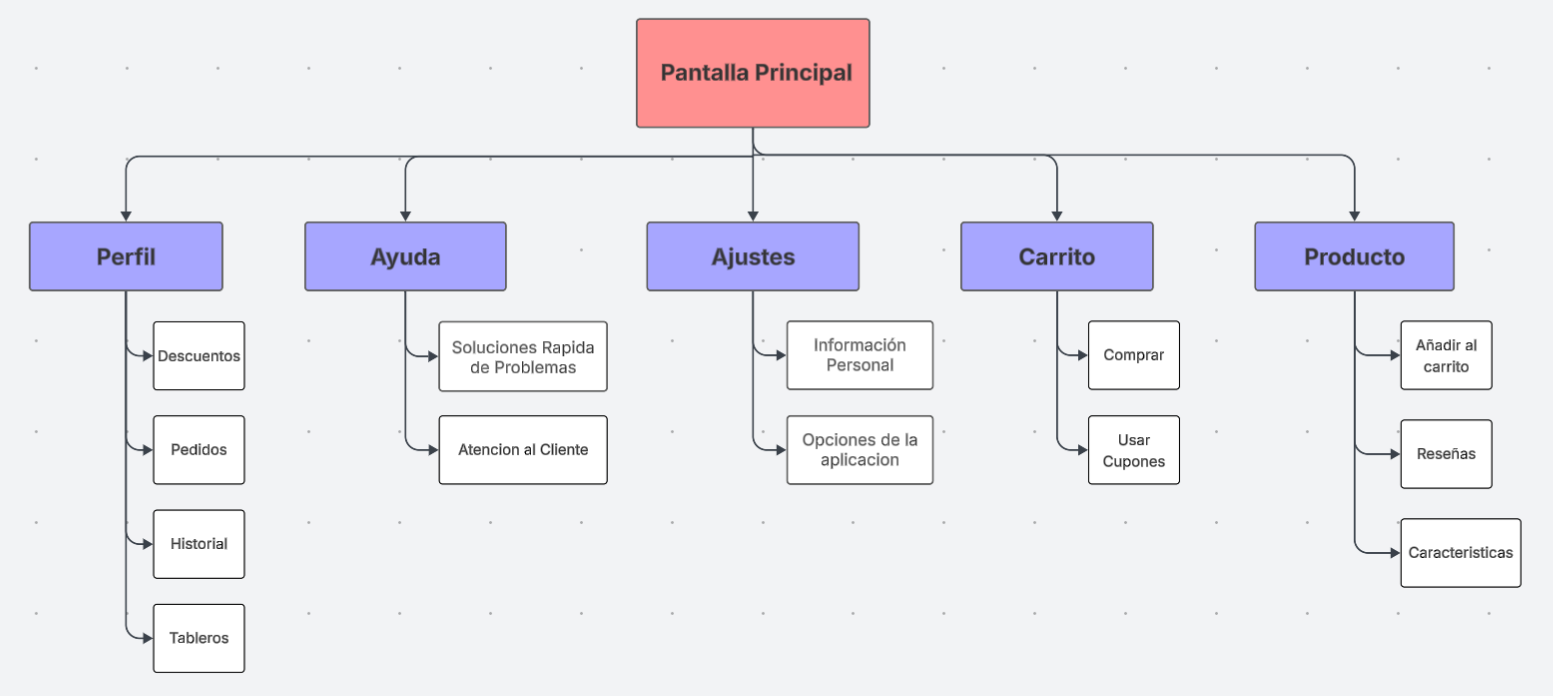 Pantalla Principal
Perfil
Ayuda
Ajustes
Carrito
Producto
Descuentos
Pedidos
Historial
Tableros
Soluciones Rapida
de Problemas
Atencion al Cliente
Información
Personal
Opciones de la
aplicacion
Comprar
Usar
Cupones
Añadir al
carrito
Reseñas
Caracteristicas